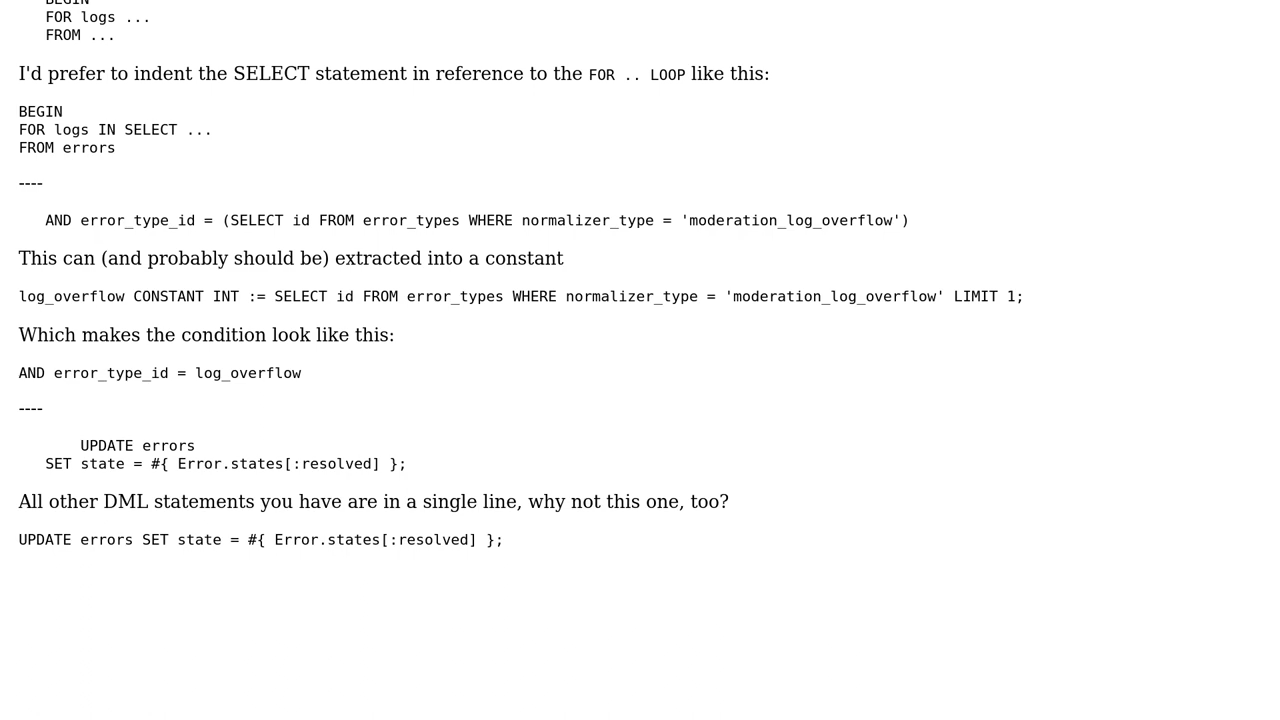 BEGIN
FOR logs ...
FROM ...
I'd prefer to indent the SELECT statement in reference to the FOR .. LOOP like this:
BEGIN
FOR logs IN SELECT ...
FROM errors
----
AND error_type_id = (SELECT id FROM error_types WHERE normalizer_type = 'moderation_log_overflow')
This can (and probably should be) extracted into a constant
log_overflow CONSTANT INT := SELECT id FROM error_types WHERE normalizer_type = 'moderation_log_overflow' LIMIT 1;
Which makes the condition look like this:
AND error_type_id = log_overflow
----
UPDATE errors
SET state = #{ Error.states[:resolved] };
All other DML statements you have are in a single line, why not this one, too?
UPDATE errors SET state = #{ Error.states[:resolved] };